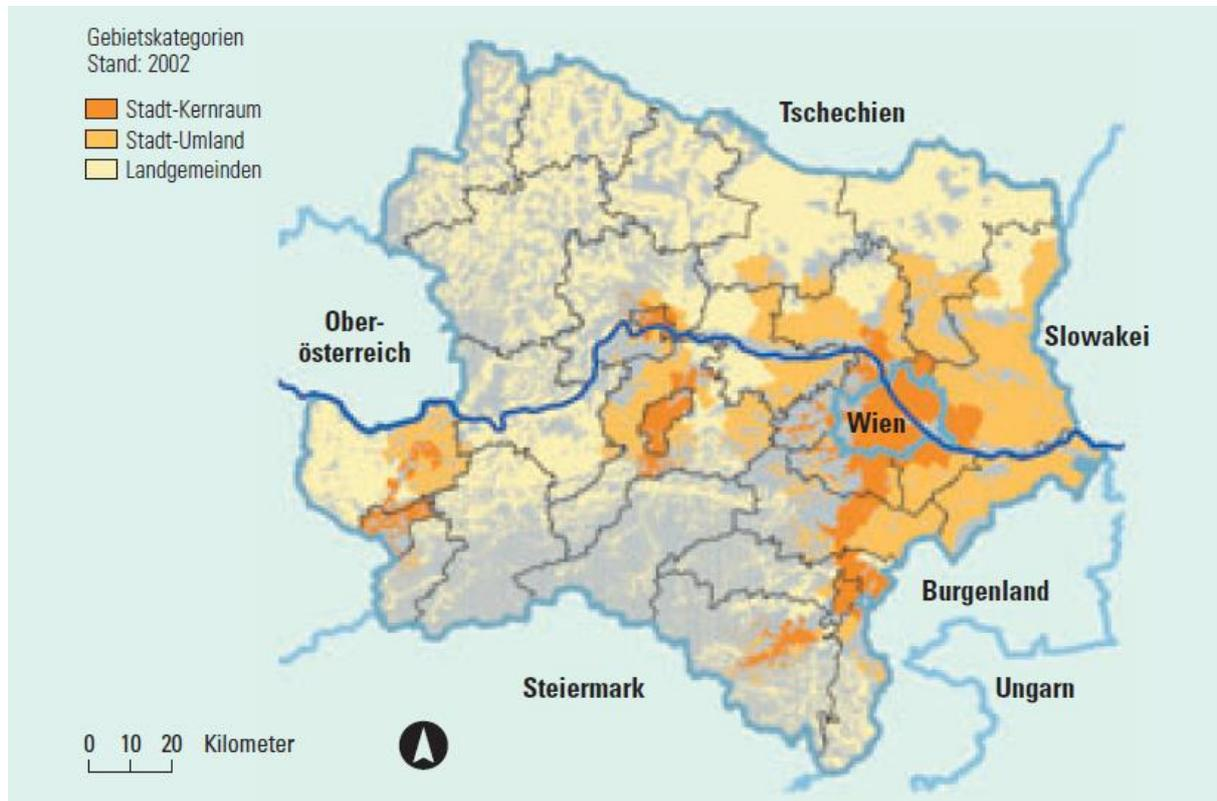 Gebietskategorien
Stand: 2002
Stadt-Kernraum
Stadt-Umland
Landgemeinden
Tschechien
Ober-
österreich
Slowakei
Wien
Burgenland
Steiermark
Ungarn
0 10 20 Kilometer